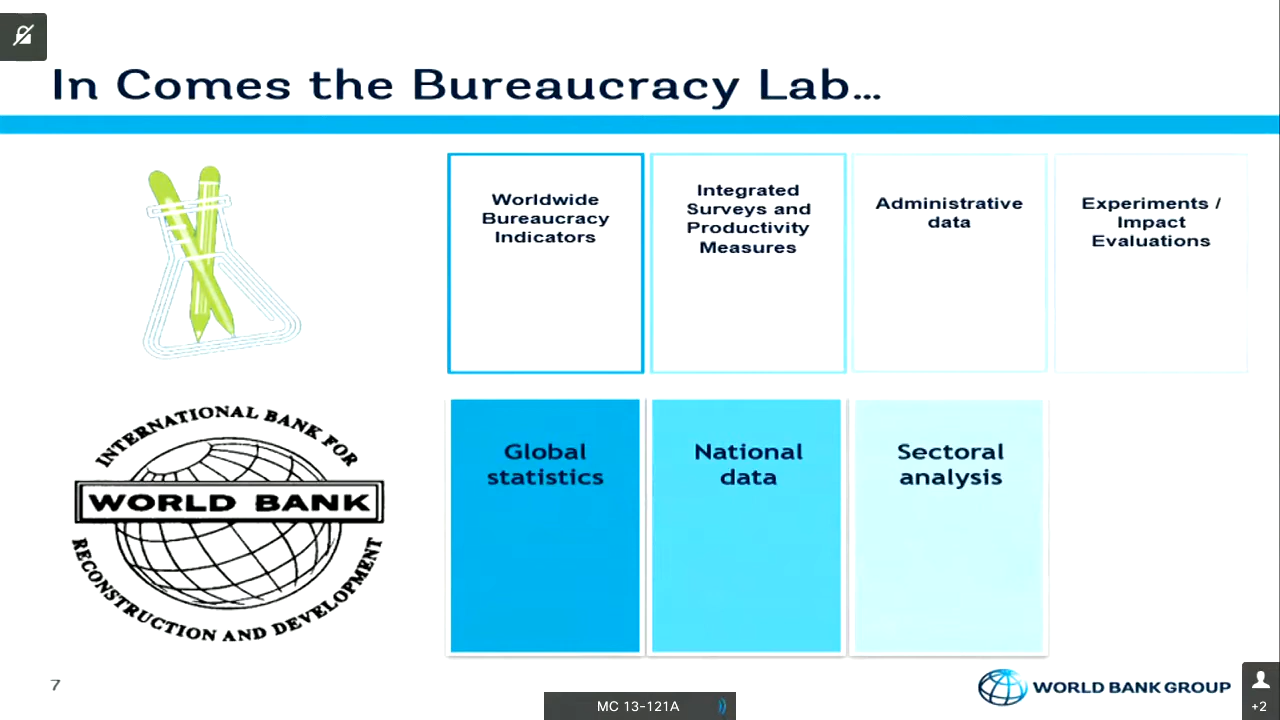 In Comes the Bureaucracy Lab…
Worldwide
Bureaucracy
Indicators
Integrated
Surveys and
Productivity
Measures
Administrative
data
Experiments /
Impact
Evaluations
INTERNATIONAL BANK FOR
WORLD BANK
RECONSTRUCTION AND DEVELOPMENT
Global
statistics
National
data
Sectoral
analysis
7
WORLD BANK GROUP
MC 13-121A
+2